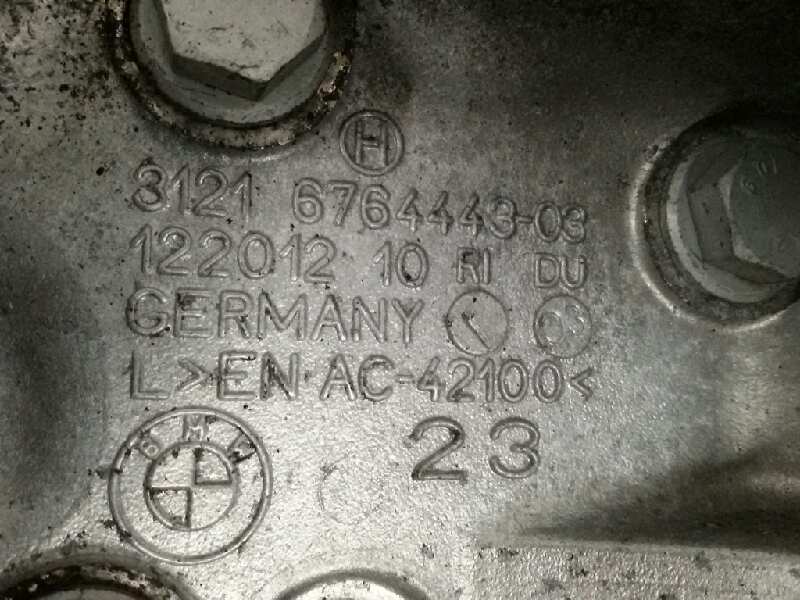 H
3121 6764443-03
122012 10 RI DU
GERMANY
L >EN AC-42100<
23
BMW